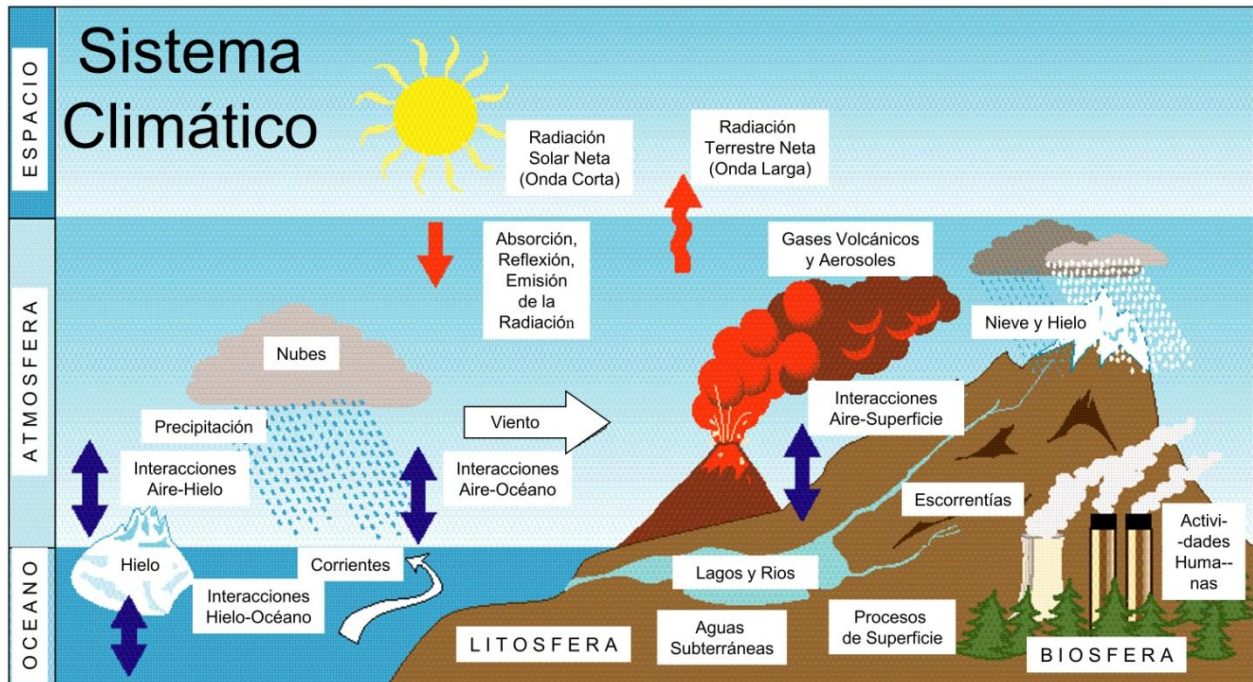 Sistema
Climático
ESPACIO
Radiación
Solar Neta
(Onda Corta)
Radiación
Terrestre Neta
(Onda Larga)
ATMOSFERA
Absorción,
Reflexión,
Emisión
de la
Radiación
Gases Volcánicos
y Aerosoles
Nieve y Hielo
Nubes
Precipitación
Viento
Interacciones
Aire-Superficie
Interacciones
Aire-Hielo
Interacciones
Aire-Océano
Escorrentías
Activi-
-dades
Huma--
nas
OCEANO
Hielo
Corrientes
Interacciones
Hielo-Océano
Lagos y Rios
Aguas
Subterráneas
Procesos
de Superficie
LITOSFERA
BIOSFERA